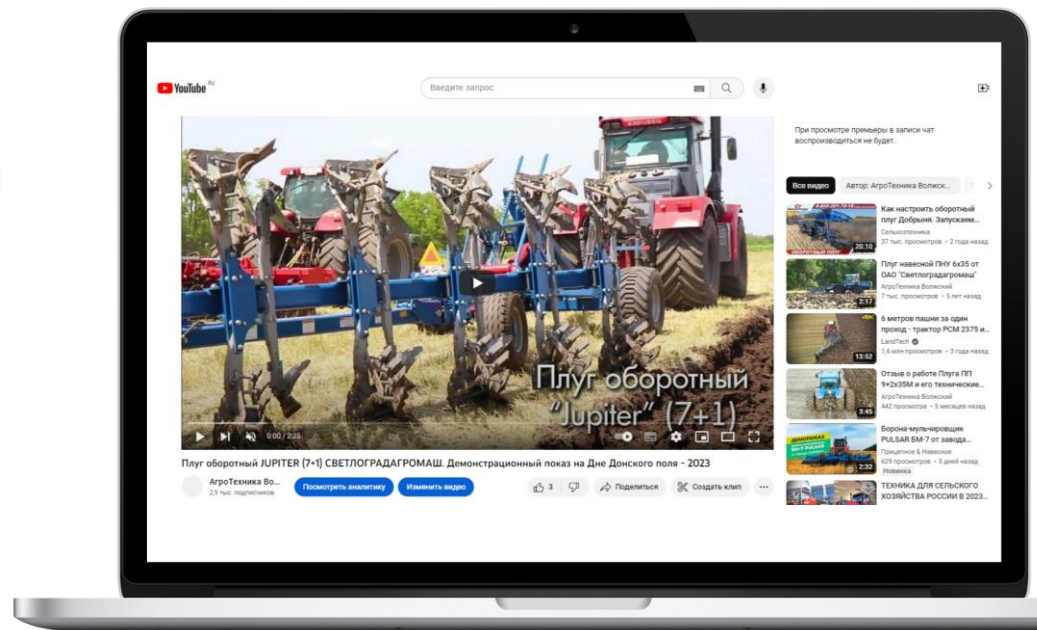 YouTube RU
Введите запрос
Плуг оборотный
"Jupiter" (7+1)
0:00 / 2:25
Плуг оборотный JUPITER (7+1) СВЕТЛОГРАДАГРОМАШ. Демонстрационный показ на Дне Донского поля - 2023
АгроТехника Во...
2,9 тыс. подписчиков
Посмотреть аналитику
Изменить видео
3
Поделиться
Создать клип
При просмотре премьеры в записи чат
воспроизводиться не будет.
Все видео
Автор: АгроТехника Волжск...
20:10
Как настроить оборотный
плуг Добрыня. Запускаем...
Сельхозтехника
37 тыс. просмотров • 2 года назад
2:17
Плуг навесной ПНУ 6х35 от
ОАО "Светлоградагромаш"
АгроТехника Волжский
7 тыс. просмотров • 5 лет назад
4K
13:52
6 метров пашни за один
проход - трактор РСМ 2375 и...
LandTech
1,4 млн просмотров • 3 года назад
3:45
Отзыв о работе Плуга ПП
9+2х35М и его технические...
АгроТехника Волжский
442 просмотра • 5 месяцев назад
ДЕМОПОКАЗ
БМ-7 PULSAR
2:32
Борона-мульчировщик
PULSAR БМ-7 от завода...
Прицепное & Навесное
629 просмотров • 5 дней назад
Новинка
ТЕХНИКА ДЛЯ СЕЛЬСКОГО
ХОЗЯЙСТВА РОССИИ В 2023...